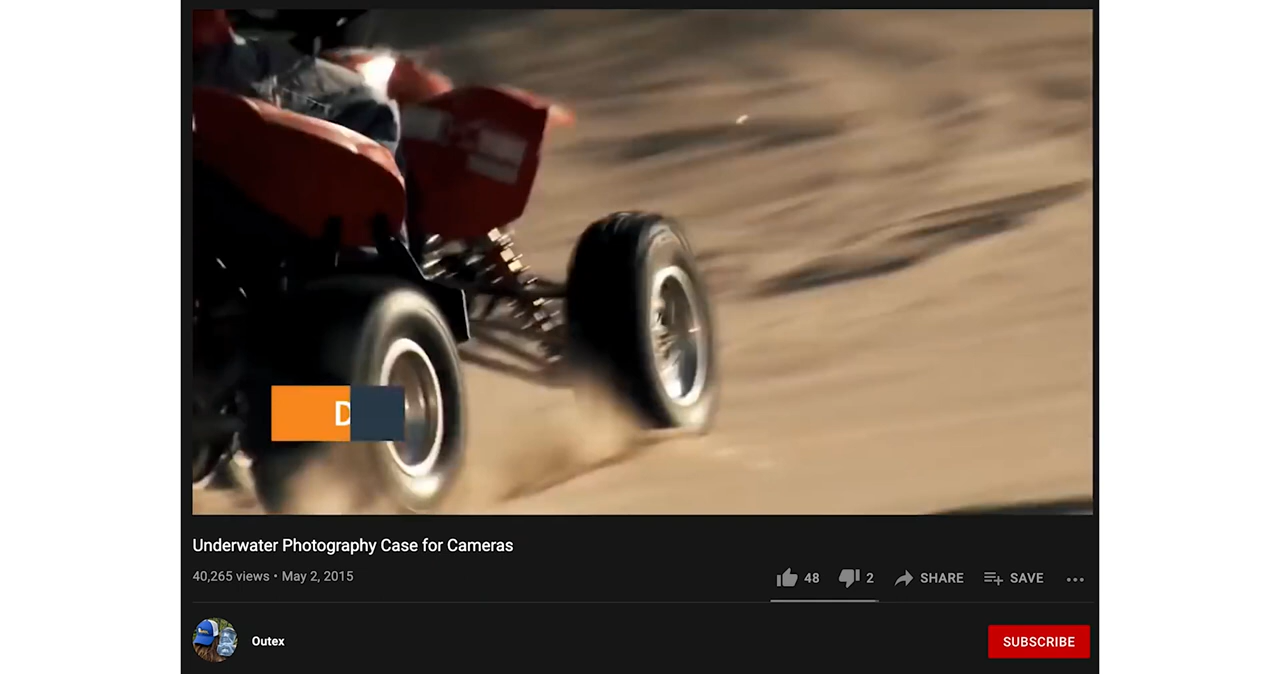 D
Underwater Photography Case for Cameras
40,265 views • May 2, 2015
48 2 SHARE SAVE
Outex
SUBSCRIBE